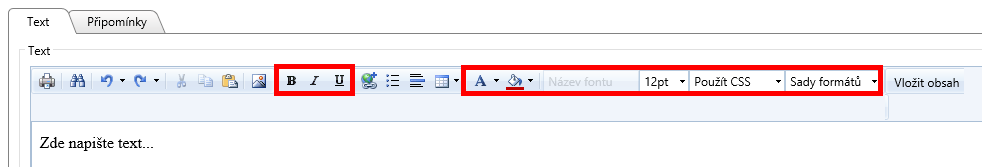 Text Připomínky
Text
B I U A Název fontu 12pt Použít CSS Sady formátů Vložit obsah
Zde napište text...